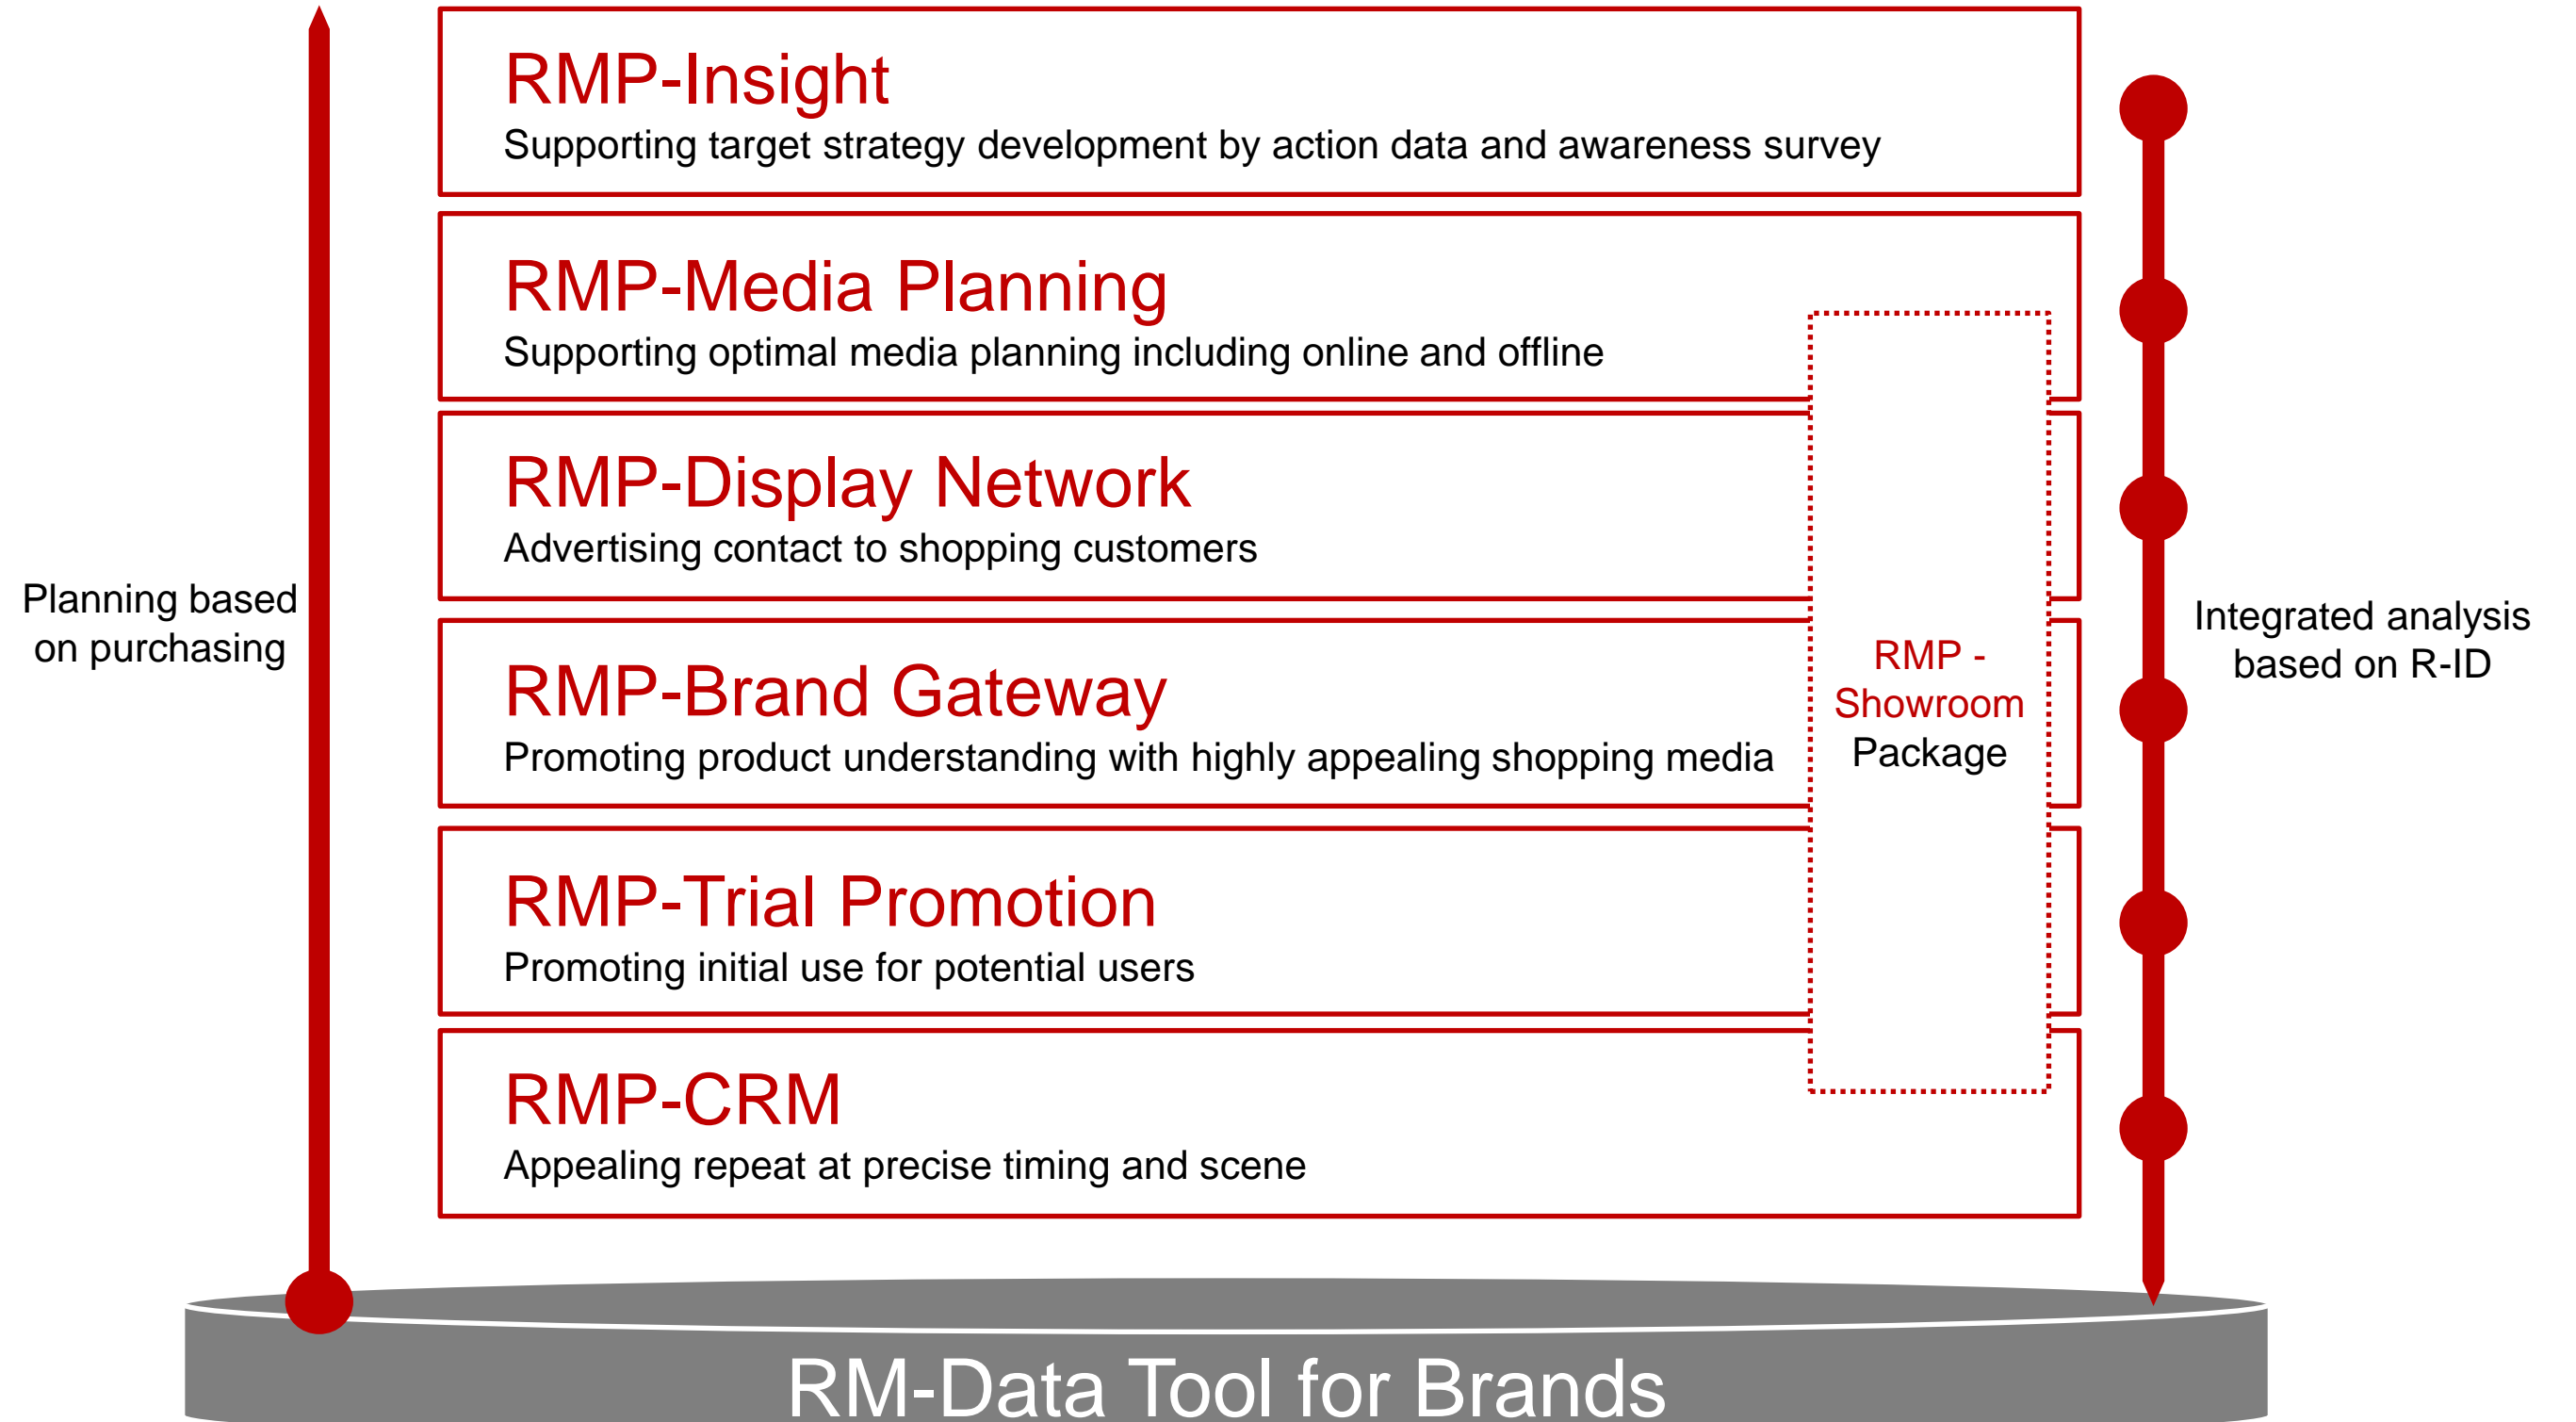 RMP-Insight
Supporting target strategy development by action data and awareness survey
RMP-Media Planning
Supporting optimal media planning including online and offline
RMP-Display Network
Advertising contact to shopping customers
Planning based
on purchasing
RMP-Brand Gateway
Promoting product understanding with highly appealing shopping media
RMP -
Showroom
Package
Integrated analysis
based on R-ID
RMP-Trial Promotion
Promoting initial use for potential users
RMP-CRM
Appealing repeat at precise timing and scene
RM-Data Tool for Brands